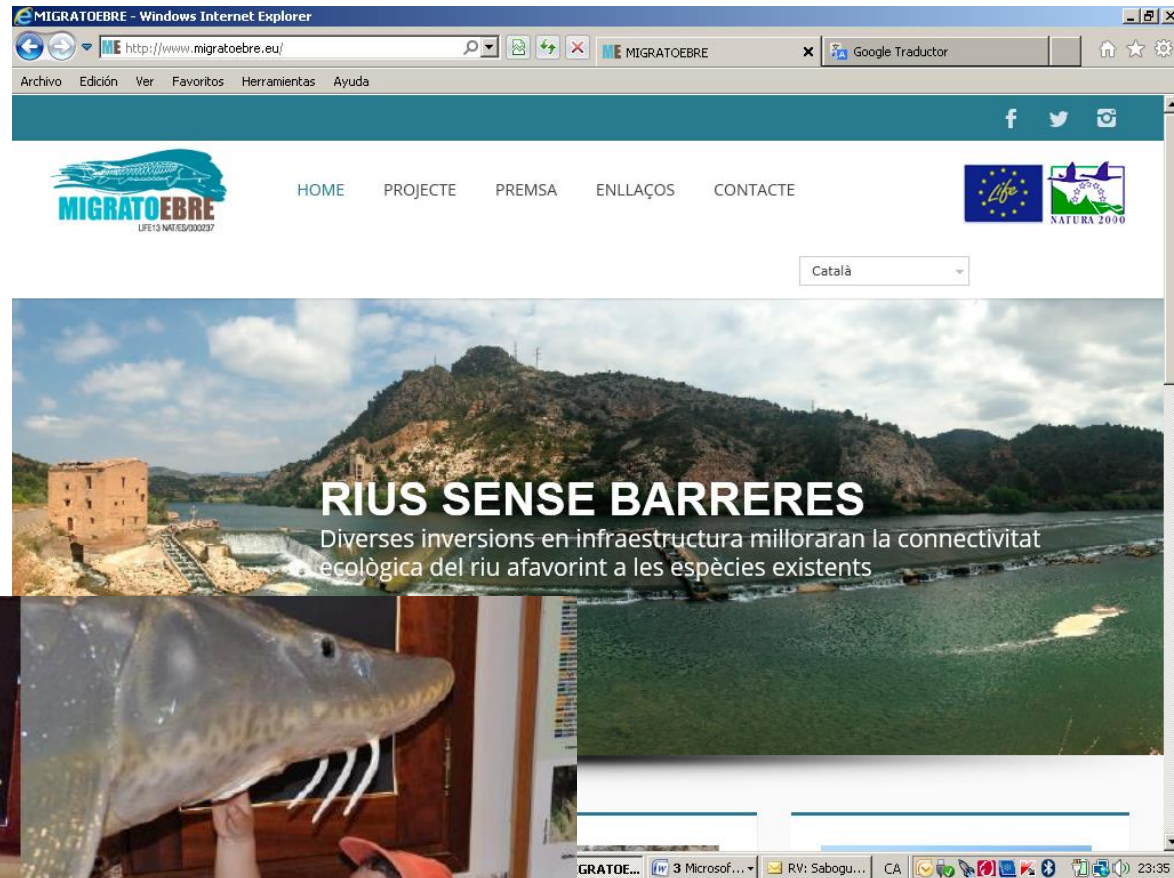 MIGRATOEBRE - Windows Internet Explorer
http://www.migratoebre.eu/
ME MIGRATOEBRE
Google Traductor
Archivo Edición Ver Favoritos Herramientas Ayuda
MIGRATOEBRE
LIFE13 NAT/ES/000237
HOME PROJECTE PREMSA ENLLAÇOS CONTACTE
Life
NATURA 2000
Català
RIUS SENSE BARRERES
Diverses inversions en infraestructura milloraran la connectivitat
ecològica del riu afavorint a les espècies existents
GRATOE... 3 Microsof... RV: Sabogu... CA 23:35